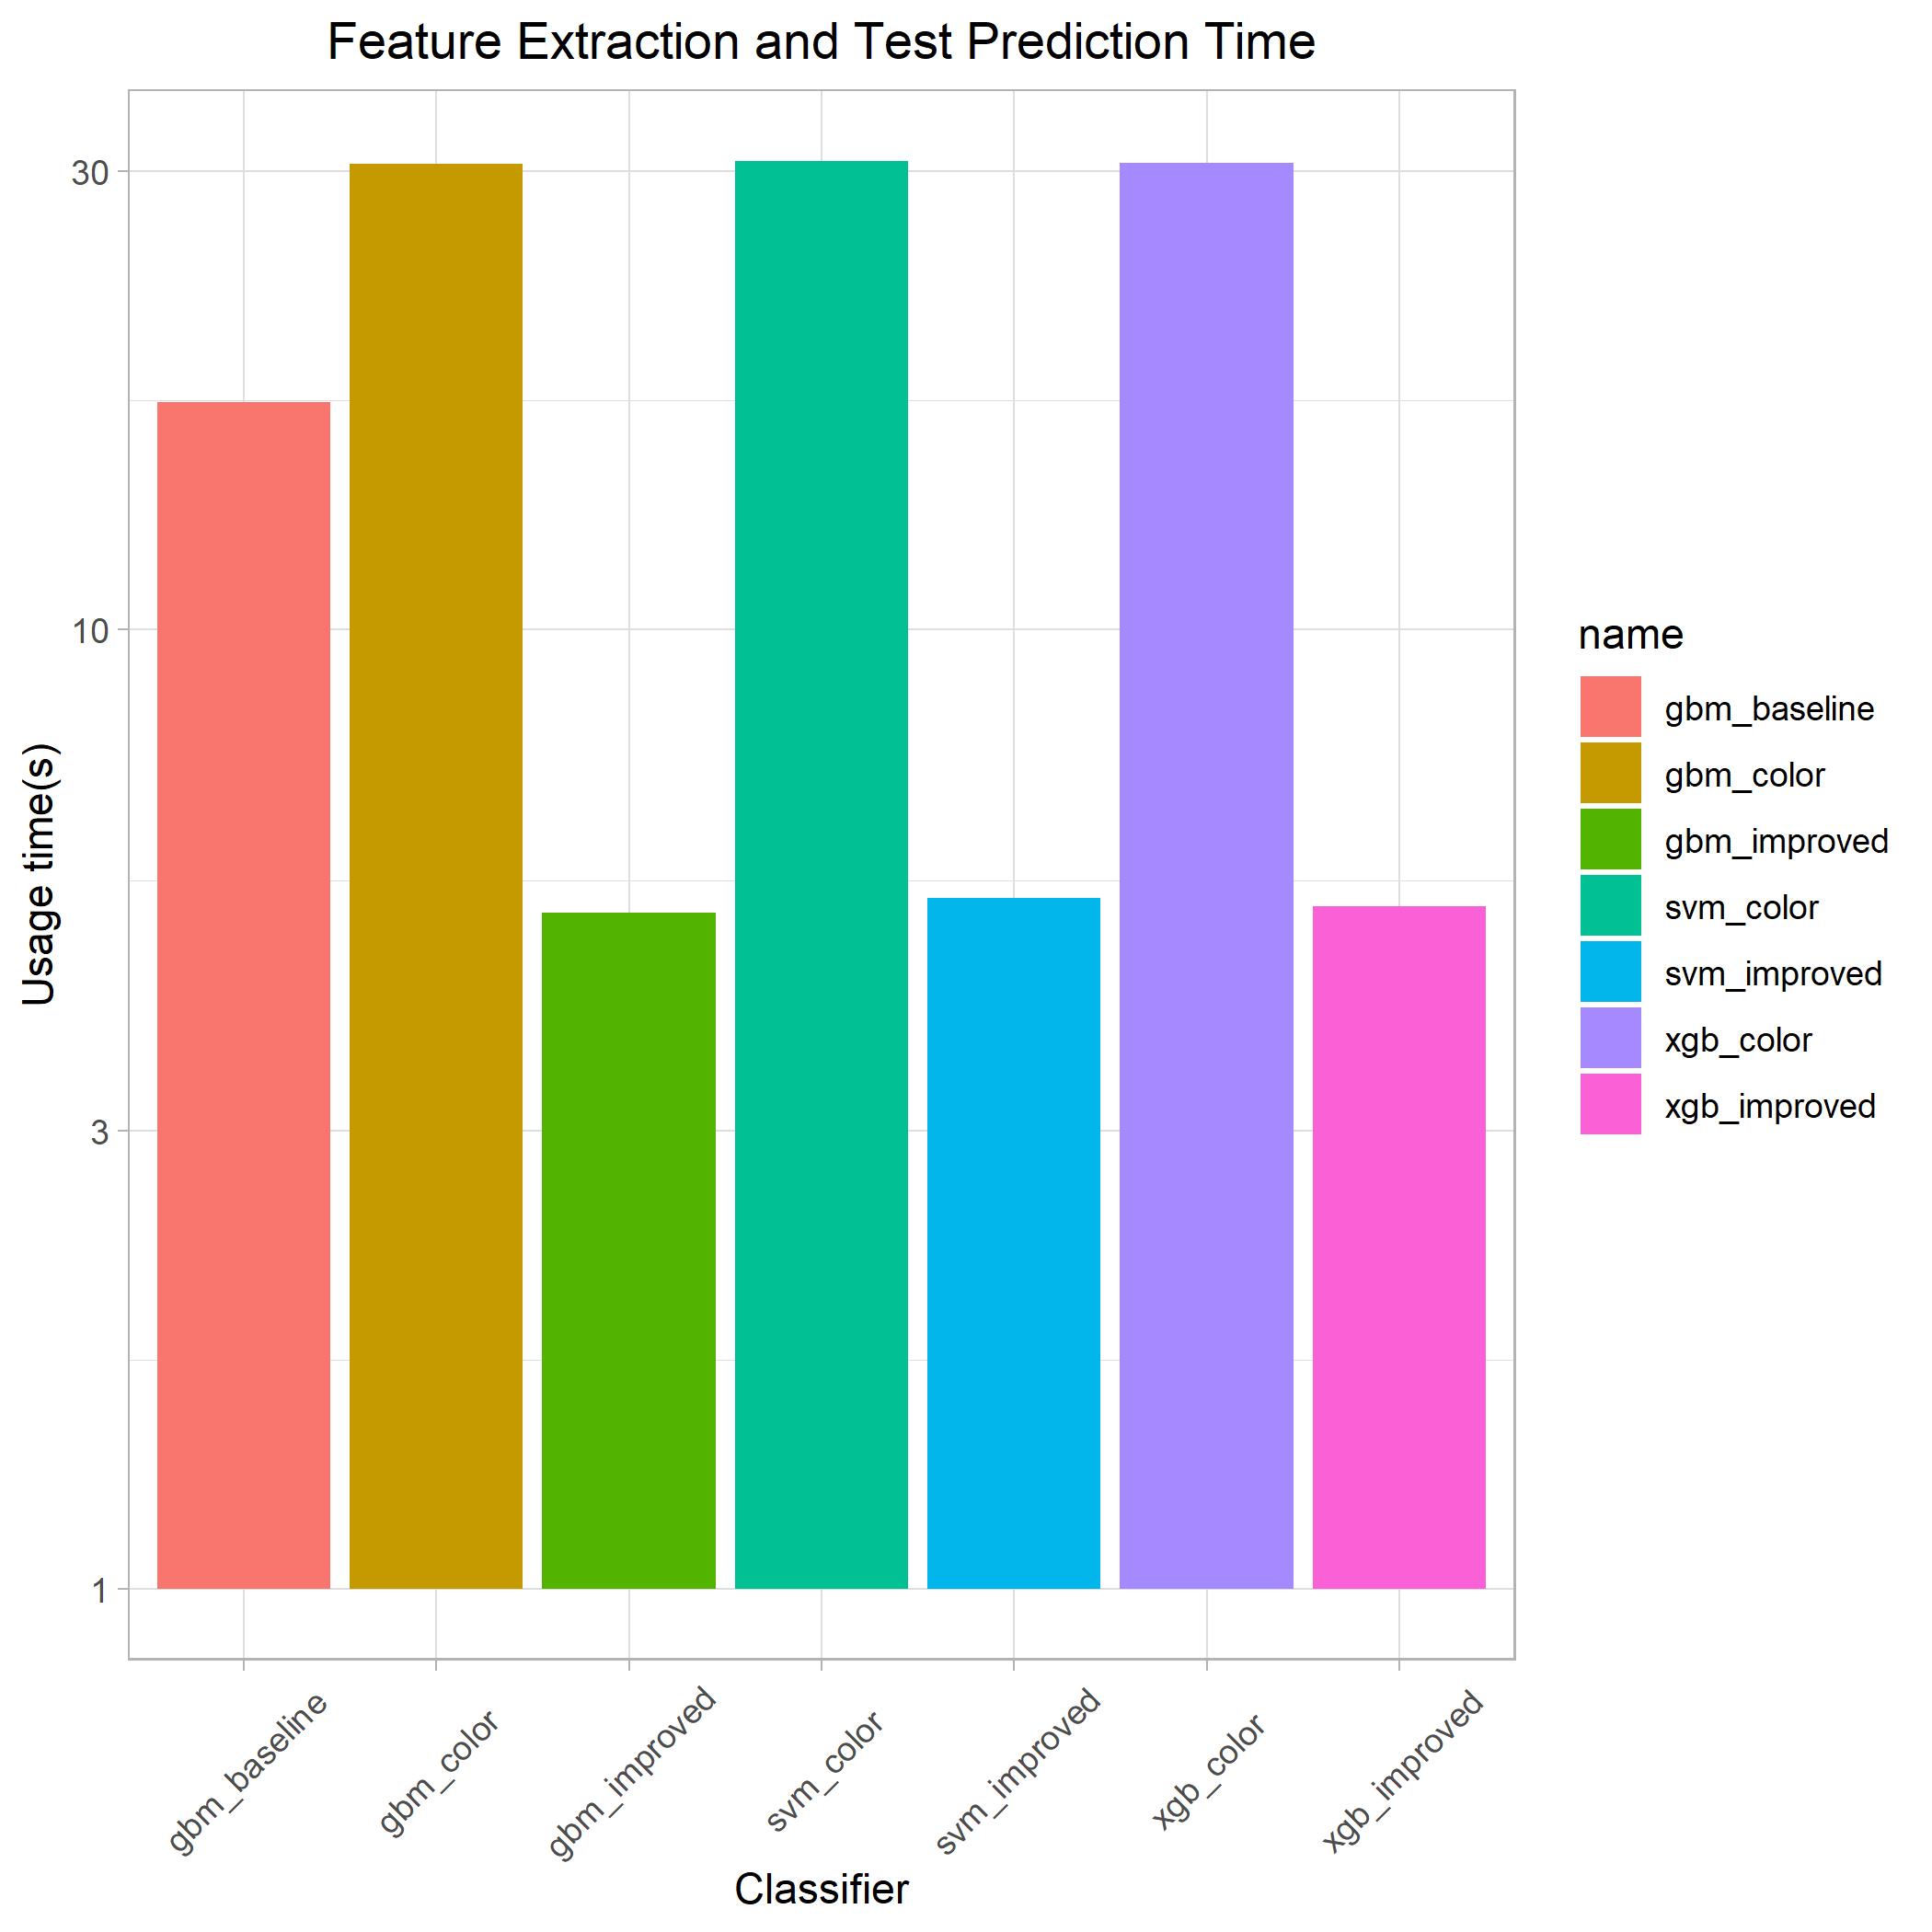 Feature Extraction and Test Prediction Time
Usage time(s)
30
10
3
1
gbm_baseline
gbm_color
gbm_improved
svm_color
svm_improved
xgb_color
xgb_improved
Classifier
name
gbm_baseline
gbm_color
gbm_improved
svm_color
svm_improved
xgb_color
xgb_improved